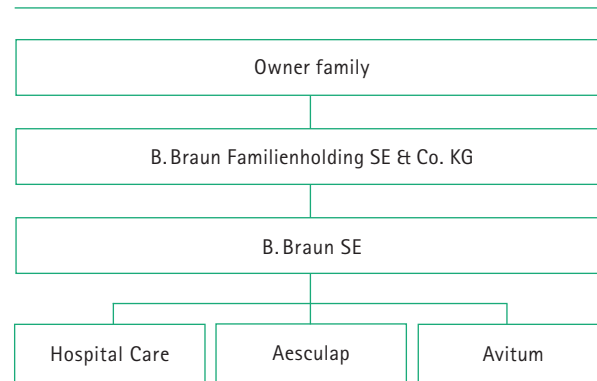 Owner family
B. Braun Familienholding SE & Co. KG
B. Braun SE
Hospital Care
Aesculap
Avitum